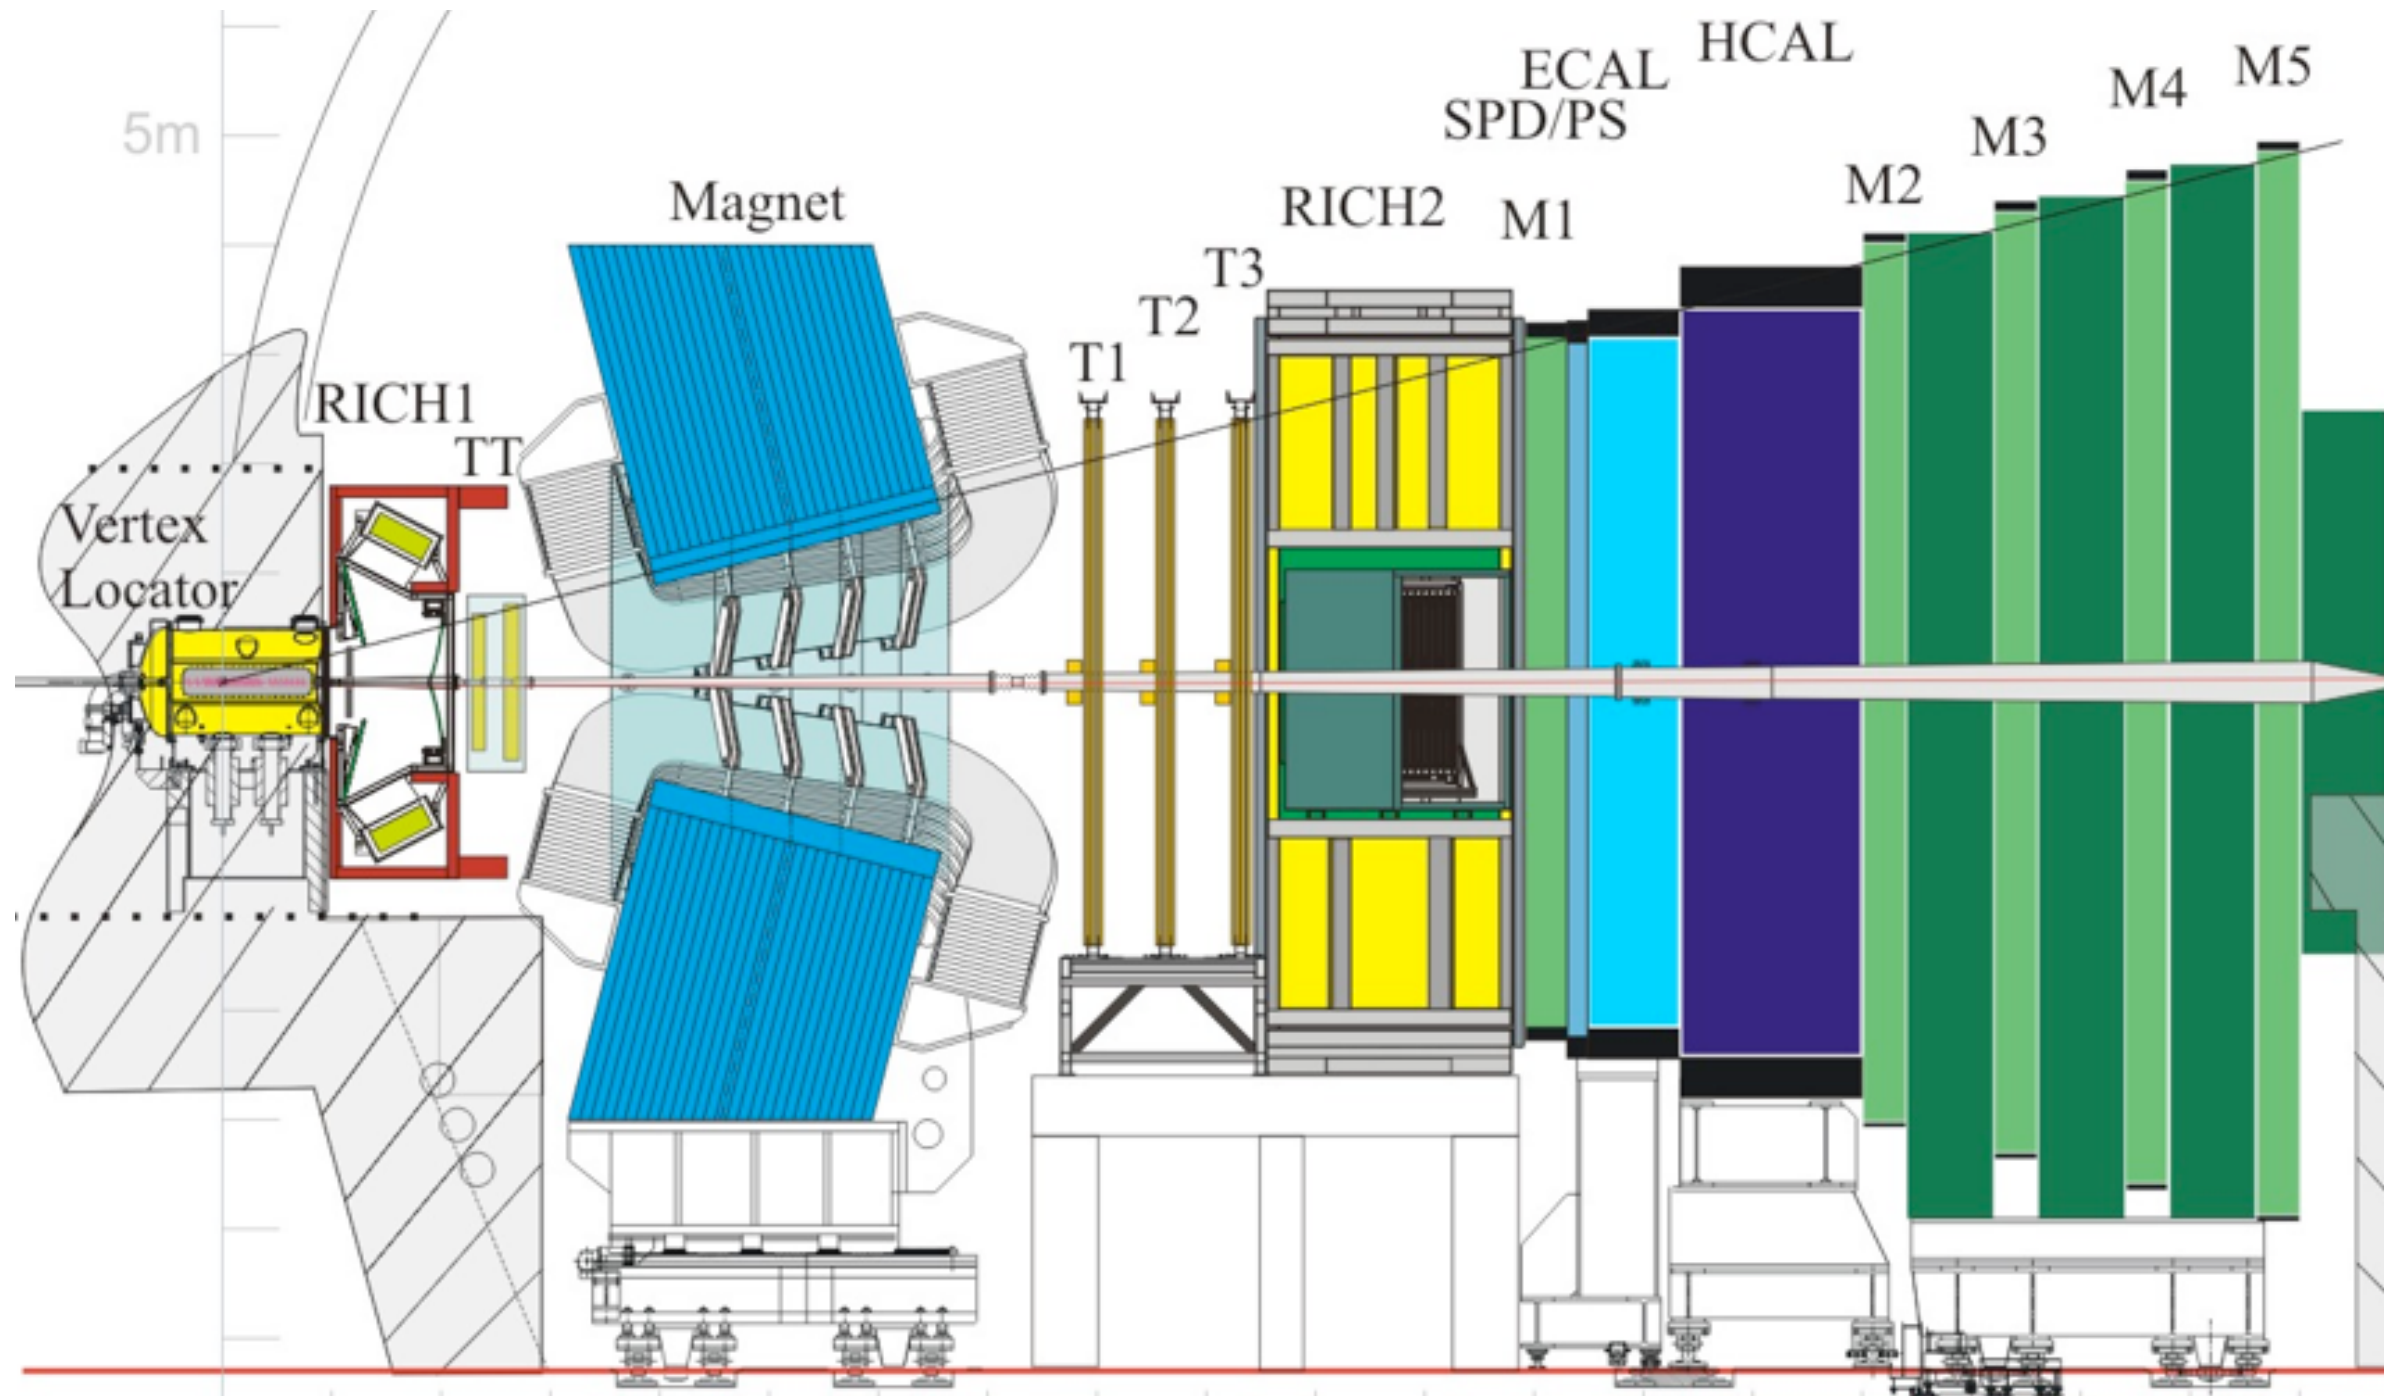 HCAL
ECAL
M5
M4
SPD/PS
5m
M3
M2
Magnet
RICH2
M1
T3
T2
T1
RICH1
TT
Vertex
Locator